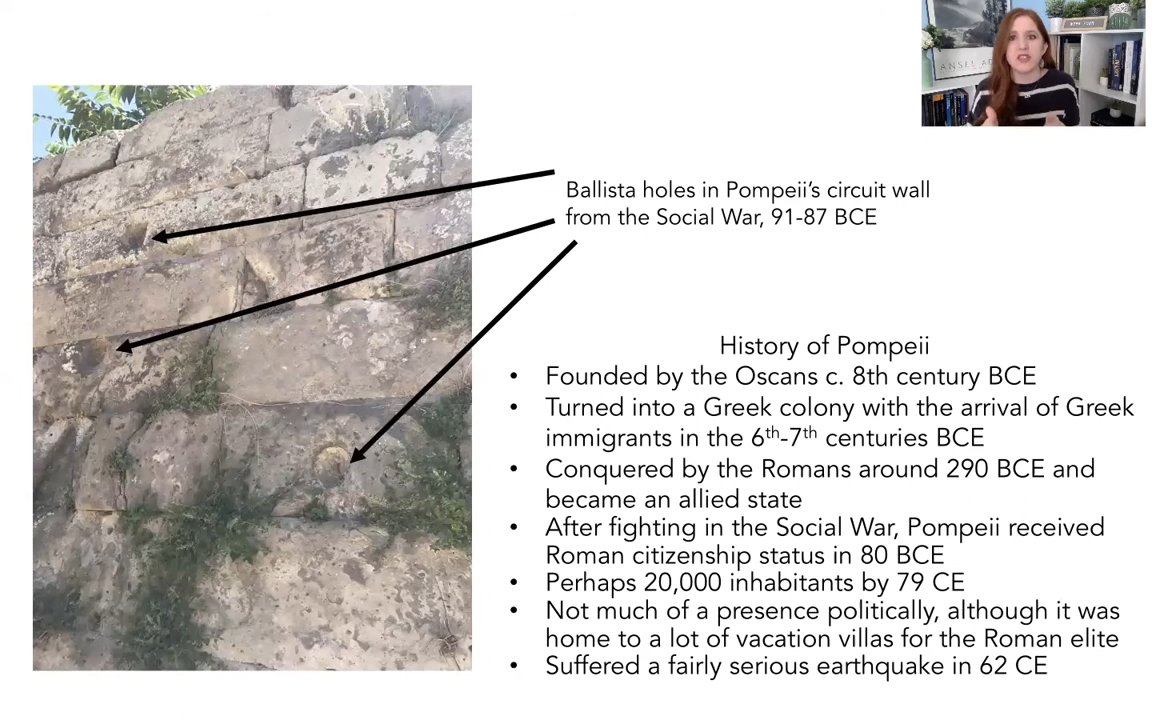 ANSEL AD
Ballista holes in Pompeii’s circuit wall
from the Social War, 91-87 BCE
History of Pompeii
• Founded by the Oscans c. 8th century BCE
• Turned into a Greek colony with the arrival of Greek
immigrants in the 6th-7th centuries BCE
• Conquered by the Romans around 290 BCE and
became an allied state
• After fighting in the Social War, Pompeii received
Roman citizenship status in 80 BCE
• Perhaps 20,000 inhabitants by 79 CE
• Not much of a presence politically, although it was
home to a lot of vacation villas for the Roman elite
• Suffered a fairly serious earthquake in 62 CE